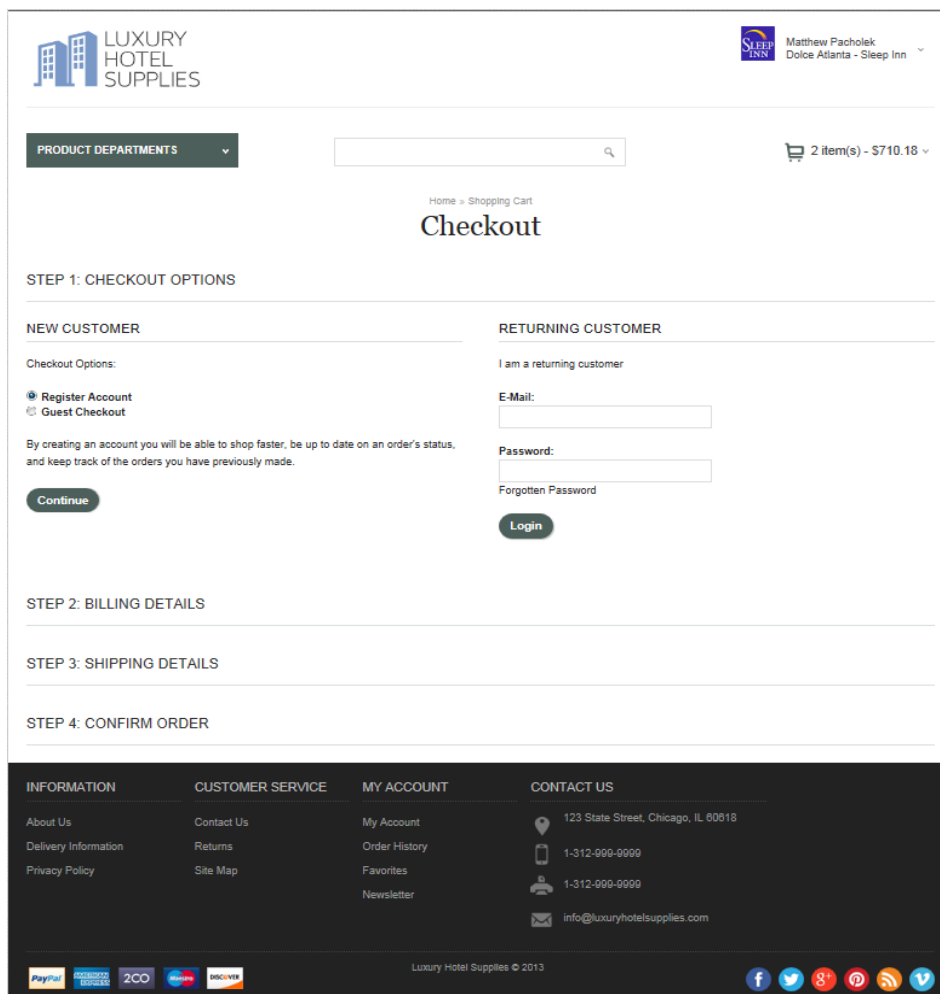 LUXURY
HOTEL
SUPPLIES
SLEEP
INN
Matthew Pacholek
Dolce Atlanta - Sleep Inn
PRODUCT DEPARTMENTS
2 item(s) - $710.18
Home » Shopping Cart
Checkout
STEP 1: CHECKOUT OPTIONS
NEW CUSTOMER
Checkout Options:
Register Account
Guest Checkout
By creating an account you will be able to shop faster, be up to date on an order's status,
and keep track of the orders you have previously made.
Continue
RETURNING CUSTOMER
I am a returning customer
E-Mail:
Password:
Forgotten Password
Login
STEP 2: BILLING DETAILS
STEP 3: SHIPPING DETAILS
STEP 4: CONFIRM ORDER
INFORMATION
About Us
Delivery Information
Privacy Policy
CUSTOMER SERVICE
Contact Us
Returns
Site Map
MY ACCOUNT
My Account
Order History
Favorites
Newsletter
CONTACT US
123 State Street, Chicago, IL 60618
1-312-999-9999
1-312-999-9999
info@luxuryhotelsupplies.com
PayPal
AMERICAN EXPRESS
2CO
Maestro
DISCOVER
Luxury Hotel Supplies © 2013